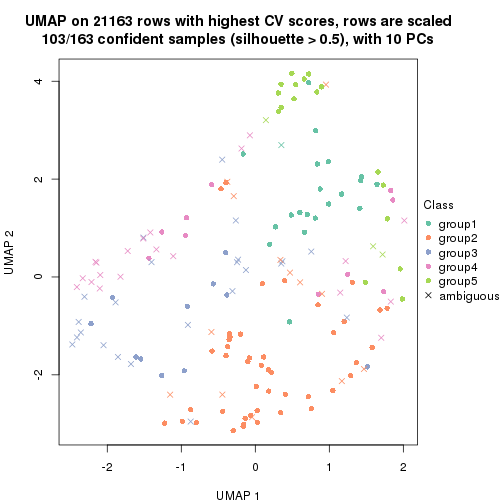 UMAP on 21163 rows with highest CV scores, rows are scaled
103/163 confident samples (silhouette > 0.5), with 10 PCs
4
2
0
-2
UMAP 2
-2
-1
0
1
2
UMAP 1
Class
group1
group2
group3
group4
group5
ambiguous